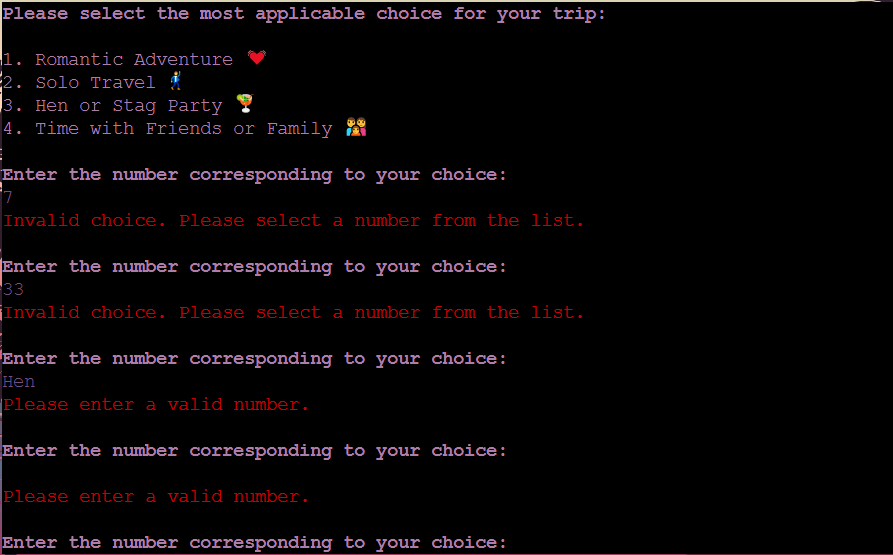 Please select the most applicable choice for your trip:
1. Romantic Adventure 💓
2. Solo Travel 🕺
3. Hen or Stag Party 🍹
4. Time with Friends or Family 👨‍👩‍👧
Enter the number corresponding to your choice:
7
Invalid choice. Please select a number from the list.
Enter the number corresponding to your choice:
33
Invalid choice. Please select a number from the list.
Enter the number corresponding to your choice:
Hen
Please enter a valid number.
Enter the number corresponding to your choice:
Please enter a valid number.
Enter the number corresponding to your choice: